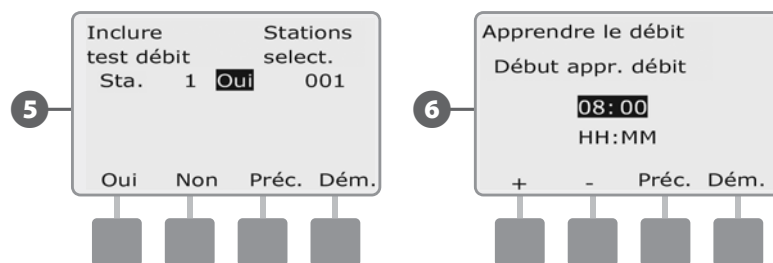 5
Inclure Stations
test débit select.
Sta. 1 Oui 001
Oui Non Préc. Dém.
6
Apprendre le débit
Début appr. débit
08:00
HH:MM
+ - Préc. Dém.